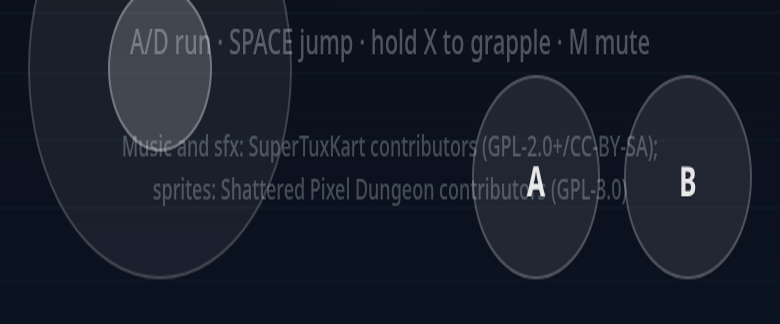 A/D run · SPACE jump · hold X to grapple · M mute
Music and sfx: SuperTuxKart contributors (GPL-2.0+/CC-BY-SA);
sprites: Shattered Pixel Dungeon contributors (GPL-3.0)
A
B